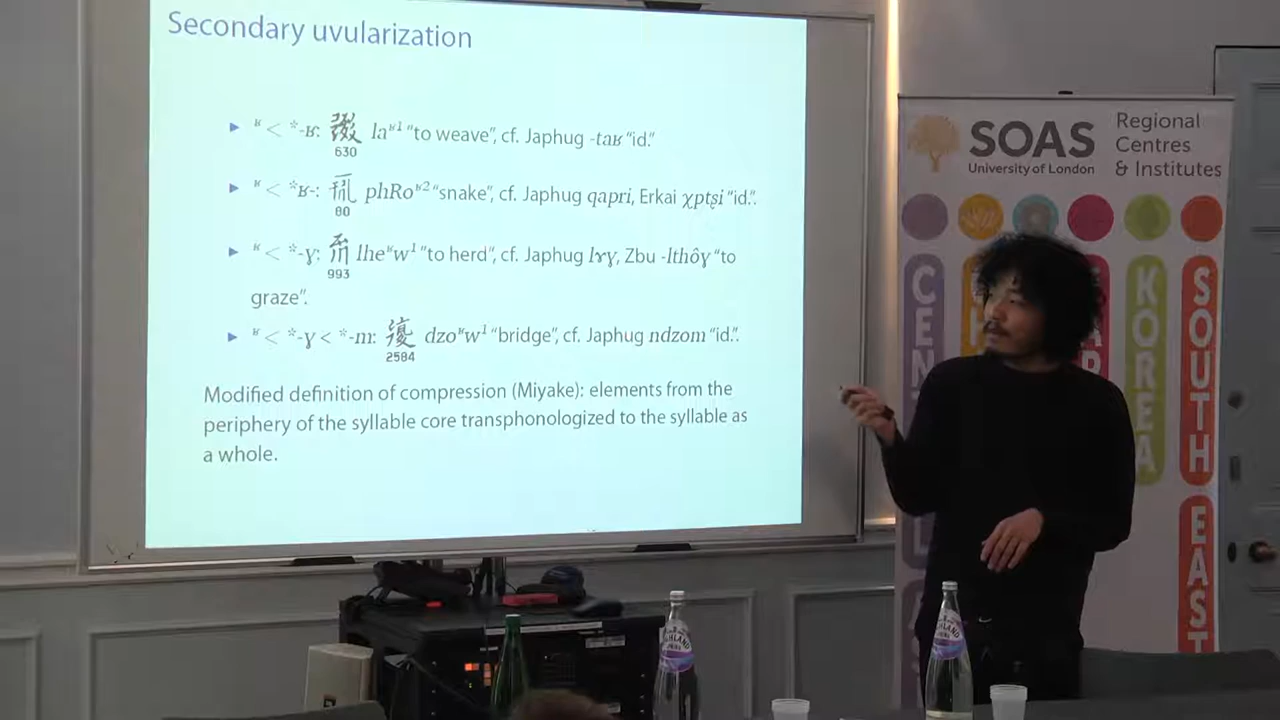 Secondary uvularization
▶ ʶ < *-ʁ: laʶ¹ “to weave”, cf. Japhug -taʁ “id.”
630
▶ ʶ < *ʁ-: phRoʶ² “snake”, cf. Japhug qapri, Erkai χptʂi “id.”.
80
▶ ʶ < *-ɣ: lheʶw¹ “to herd”, cf. Japhug lɤɣ, Zbu -lthôɣ “to
993
graze”.
▶ ʶ < *-ɣ < *-m: dzoʶw¹ “bridge”, cf. Japhug ndzom “id.”.
2584
Modified definition of compression (Miyake): elements from the
periphery of the syllable core transphonologized to the syllable as
a whole.
SOAS
University of London
Regional
Centres
& Institutes
CENT
KOREA
SOUTH EAST